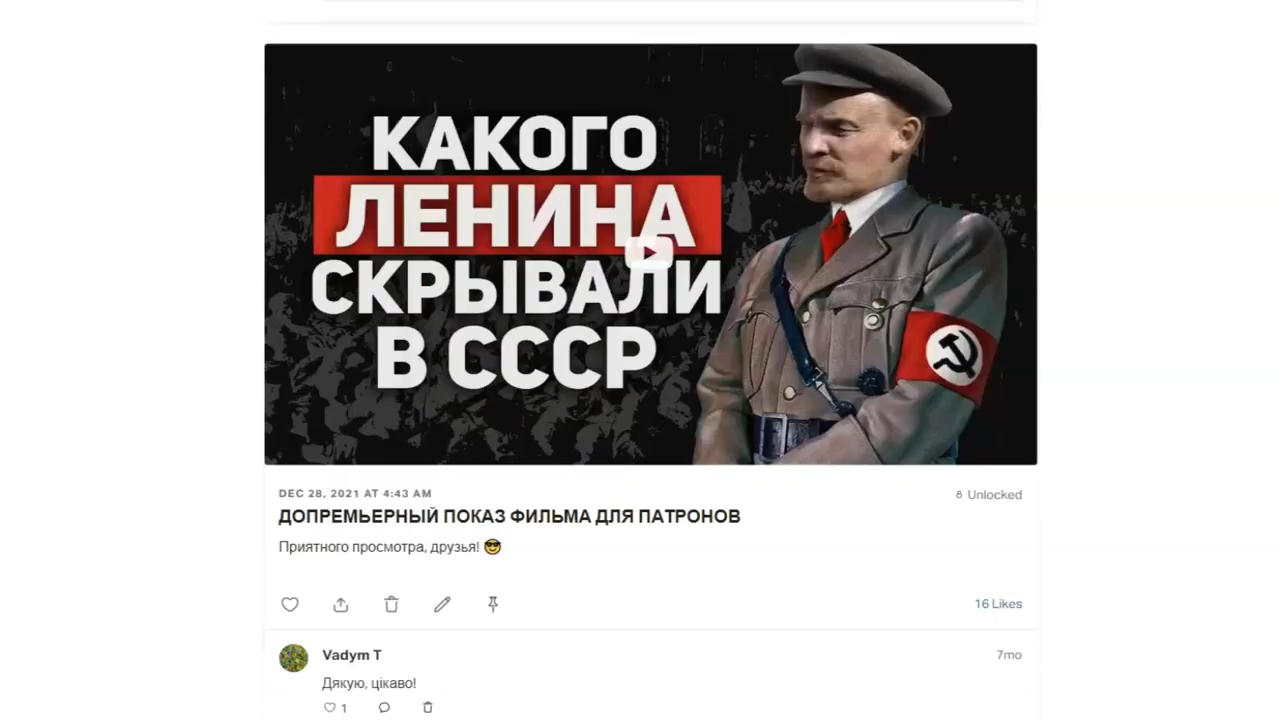 КАКОГО
ЛЕНИНА
СКРЫВАЛИ
В СССР
DEC 28, 2021 AT 4:43 AM
Unlocked
ДОПРЕМЬЕРНЫЙ ПОКАЗ ФИЛЬМА ДЛЯ ПАТРОНОВ
Приятного просмотра, друзья! 😎
16 Likes
Vadym T
7mo
Дякую, цікаво!
1